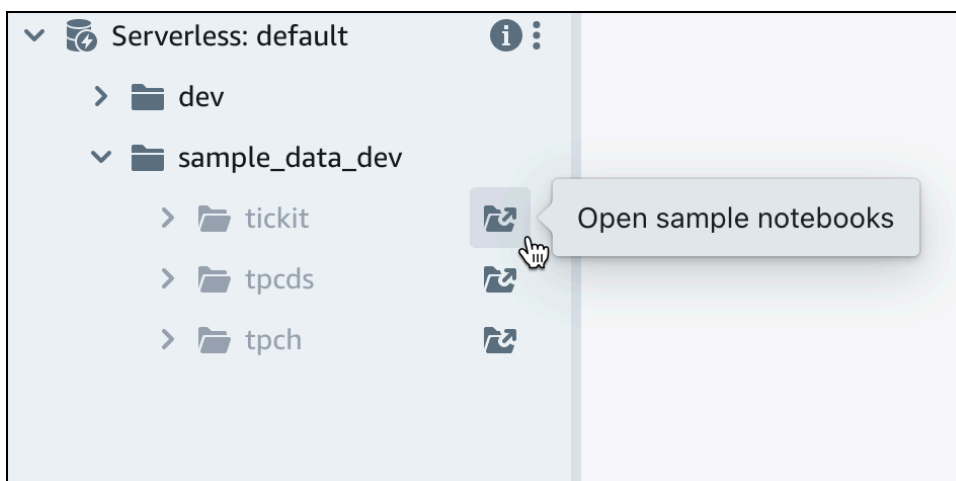 Serverless: default
dev
sample_data_dev
tickit
Open sample notebooks
tpcds
tpch